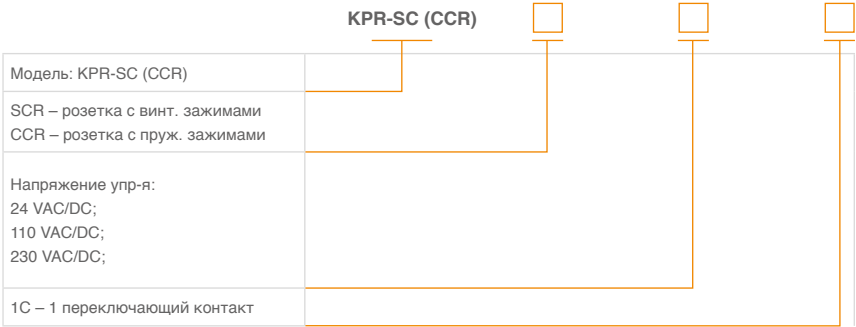 KPR-SC (CCR)
Модель: KPR-SC (CCR)
SCR – розетка с винт. зажимами
CCR – розетка с пруж. зажимами
Напряжение упр-я:
24 VAC/DC;
110 VAC/DC;
230 VAC/DC;
1C – 1 переключающий контакт